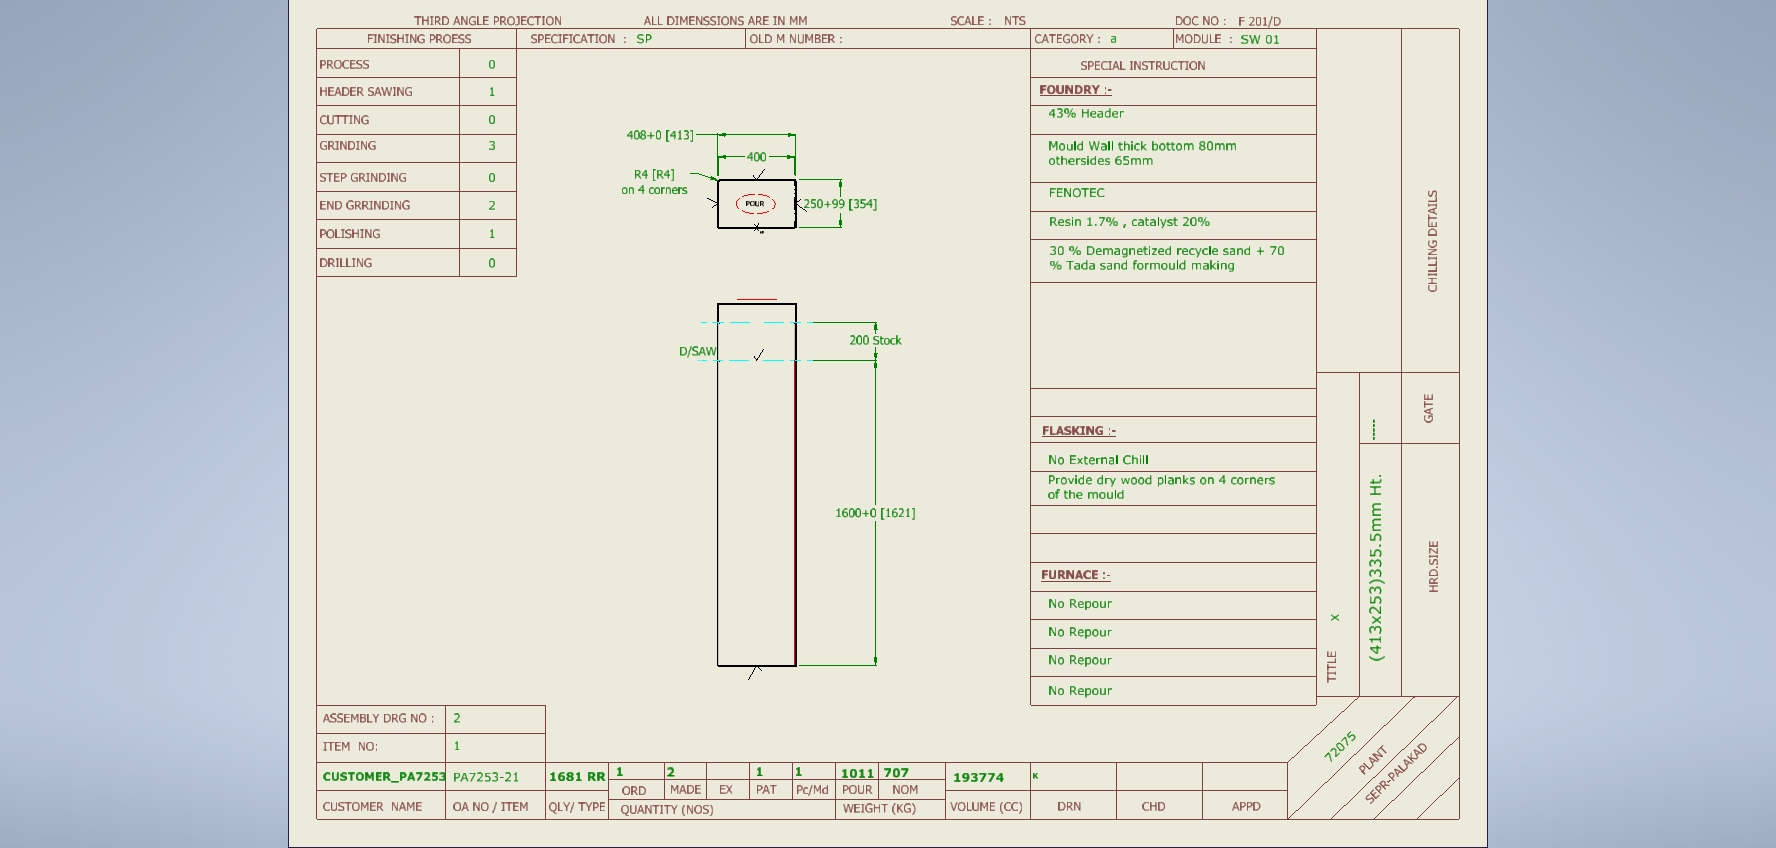 THIRD ANGLE PROJECTION ALL DIMENSSIONS ARE IN MM SCALE : NTS DOC NO : F 201/D
FINISHING PROESS SPECIFICATION : SP OLD M NUMBER : CATEGORY : a MODULE : SW 01
PROCESS 0
HEADER SAWING 1
CUTTING 0
GRINDING 3
STEP GRINDING 0
END GRRINDING 2
POLISHING 1
DRILLING 0
408+0 [413]
400
R4 [R4]
on 4 corners
POUR
250+99 [354]
200 Stock
D/SAW
1600+0 [1621]
SPECIAL INSTRUCTION
FOUNDRY :-
43% Header
Mould Wall thick bottom 80mm
othersides 65mm
FENOTEC
Resin 1.7% , catalyst 20%
30 % Demagnetized recycle sand + 70
% Tada sand formould making
FLASKING :-
No External Chill
Provide dry wood planks on 4 corners
of the mould
FURNACE :-
No Repour
No Repour
No Repour
No Repour
CHILLING DETAILS
GATE
-----
HRD.SIZE
(413x253)335.5mm Ht.
TITLE x
72075
PLANT
SEPR-PALAKAD
ASSEMBLY DRG NO : 2
ITEM NO: 1
CUSTOMER_PA7253 PA7253-21 1681 RR 1 2 1 1 1011 707 193774 K
ORD MADE EX PAT Pc/Md POUR NOM
CUSTOMER NAME OA NO / ITEM QLY/ TYPE QUANTITY (NOS) WEIGHT (KG) VOLUME (CC) DRN CHD APPD